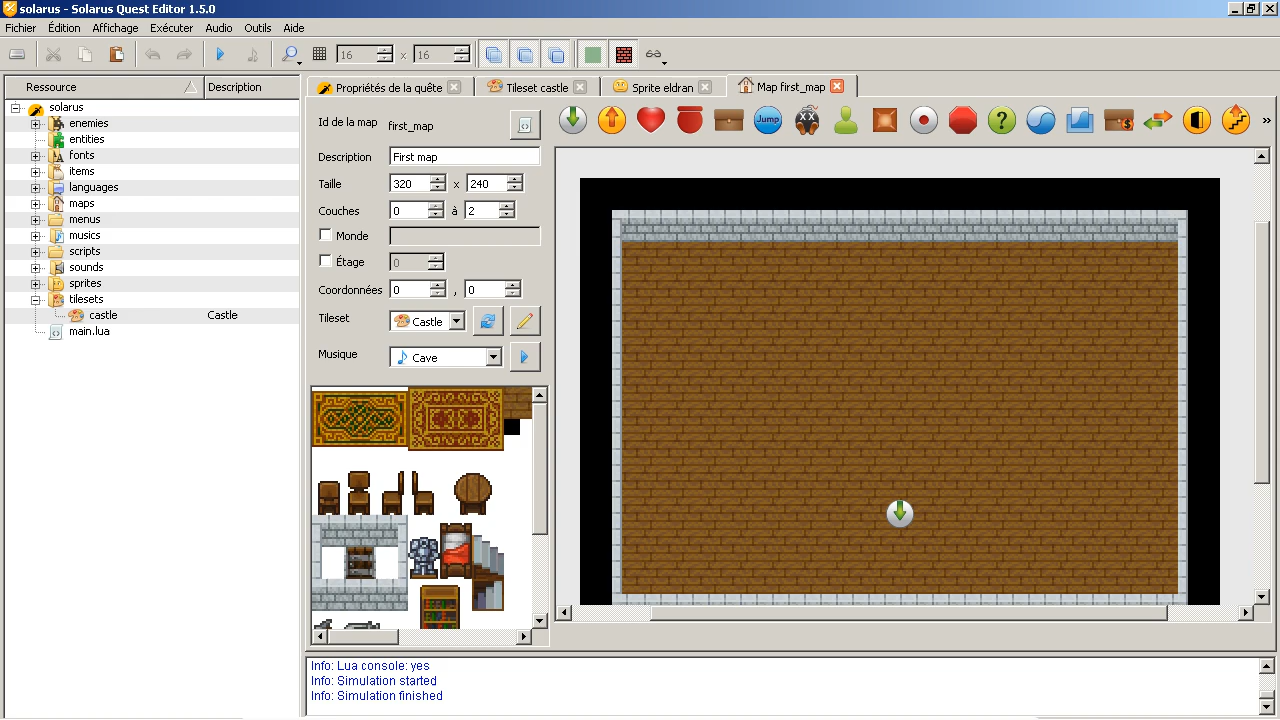 solarus - Solarus Quest Editor 1.5.0
Fichier Édition Affichage Exécuter Audio Outils Aide
16 x 16
Ressource Description
solarus
enemies
entities
fonts
items
languages
maps
menus
musics
scripts
sounds
sprites
tilesets
castle Castle
main.lua
Propriétés de la quête Tileset castle Sprite eldran Map first_map
Id de la map first_map
Description First map
Taille 320 x 240
Couches 0 à 2
Monde
Étage 0
Coordonnées 0 , 0
Tileset Castle
Musique Cave
Jump
XX
?
$
»
Info: Lua console: yes
Info: Simulation started
Info: Simulation finished